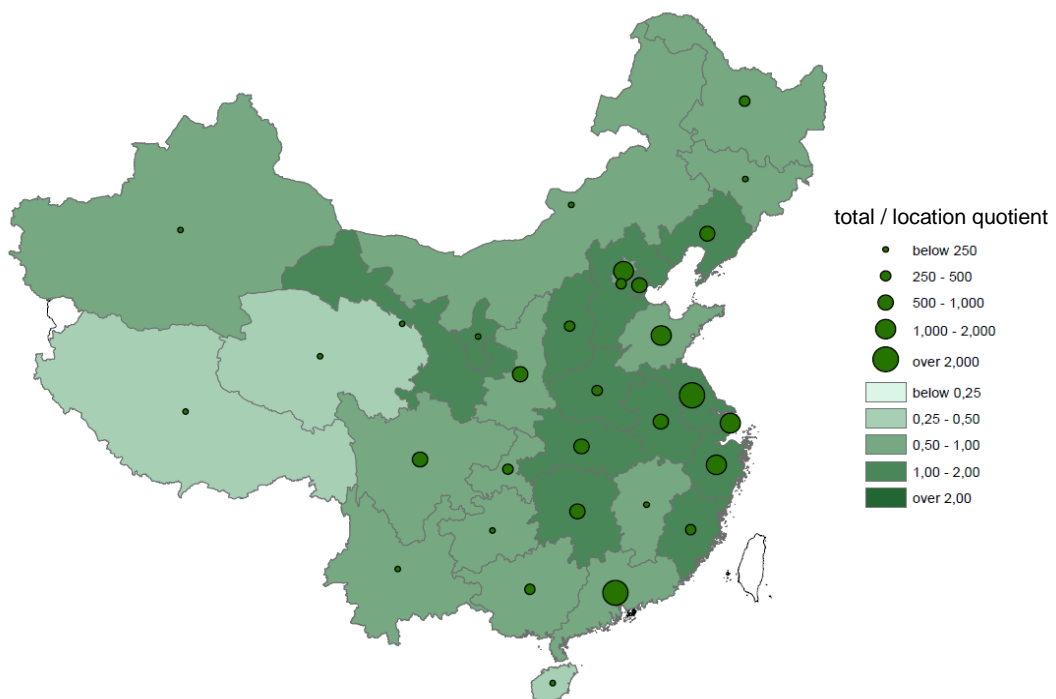 total / location quotient
below 250
250 - 500
500 - 1,000
1,000 - 2,000
over 2,000
below 0,25
0,25 - 0,50
0,50 - 1,00
1,00 - 2,00
over 2,00